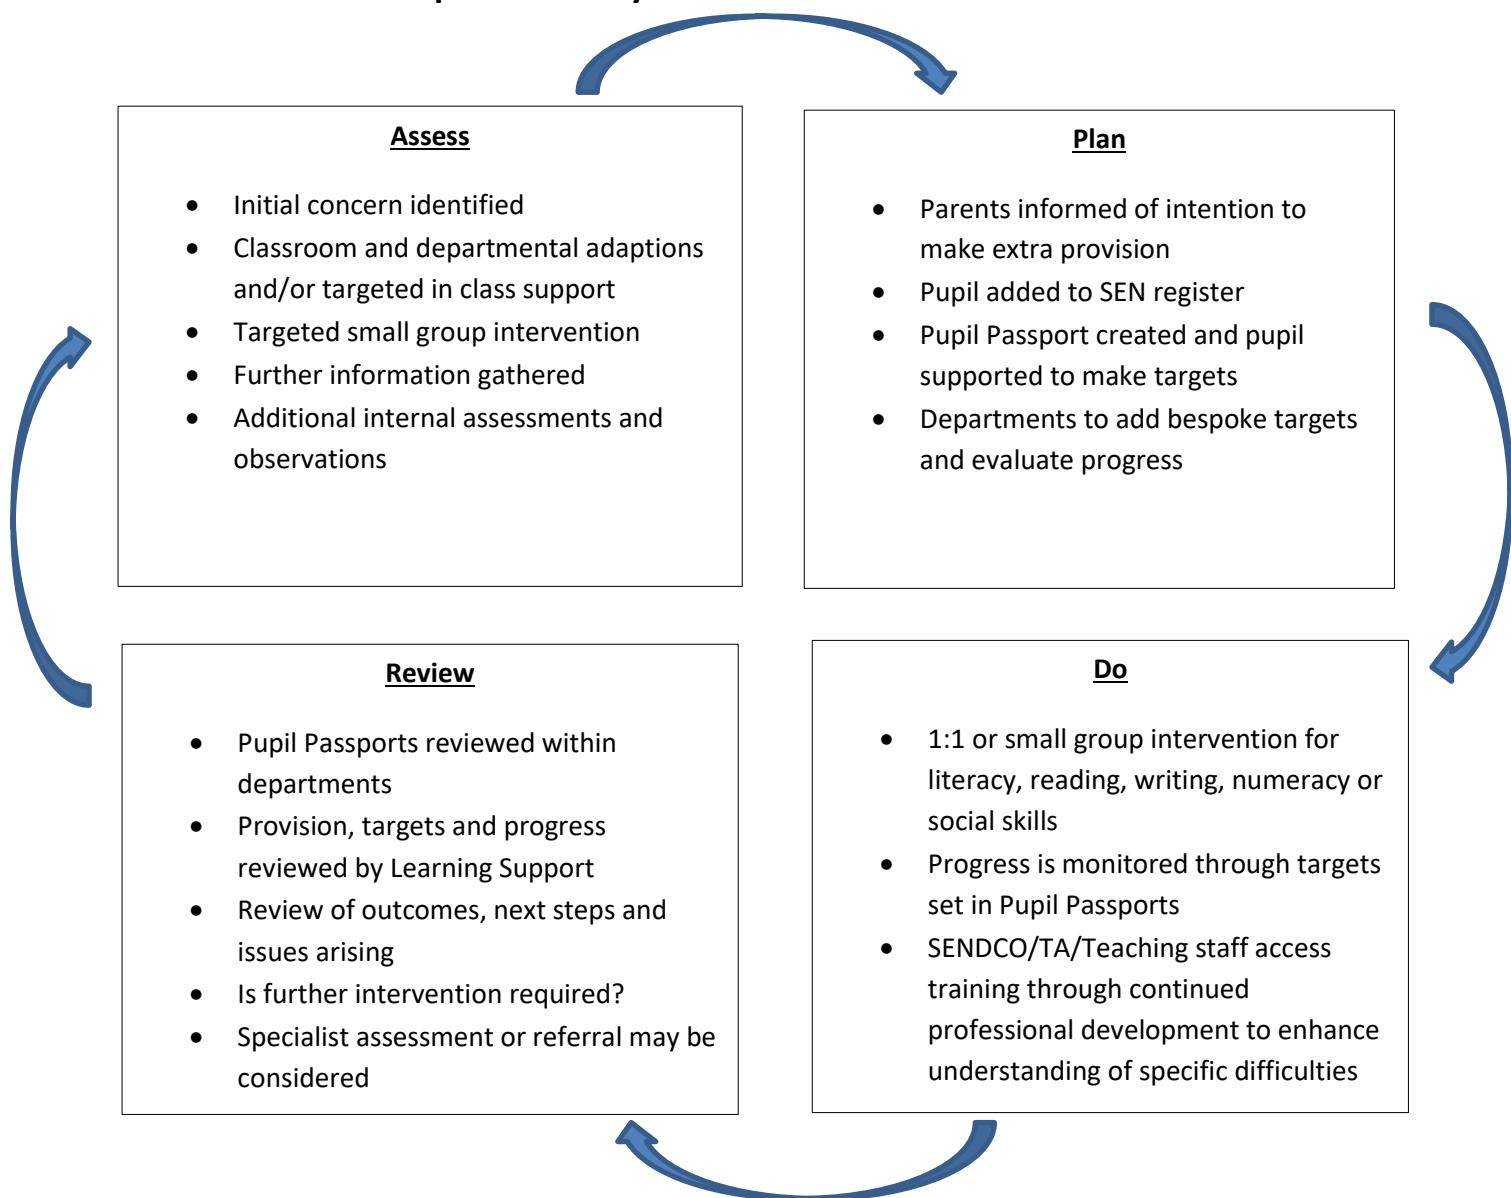 Assess
• Initial concern identified
• Classroom and departmental adaptions
and/or targeted in class support
• Targeted small group intervention
• Further information gathered
• Additional internal assessments and
observations
Plan
• Parents informed of intention to
make extra provision
• Pupil added to SEN register
• Pupil Passport created and pupil
supported to make targets
• Departments to add bespoke targets
and evaluate progress
Review
• Pupil Passports reviewed within
departments
• Provision, targets and progress
reviewed by Learning Support
• Review of outcomes, next steps and
issues arising
• Is further intervention required?
• Specialist assessment or referral may be
considered
Do
• 1:1 or small group intervention for
literacy, reading, writing, numeracy or
social skills
• Progress is monitored through targets
set in Pupil Passports
• SENDCO/TA/Teaching staff access
training through continued
professional development to enhance
understanding of specific difficulties